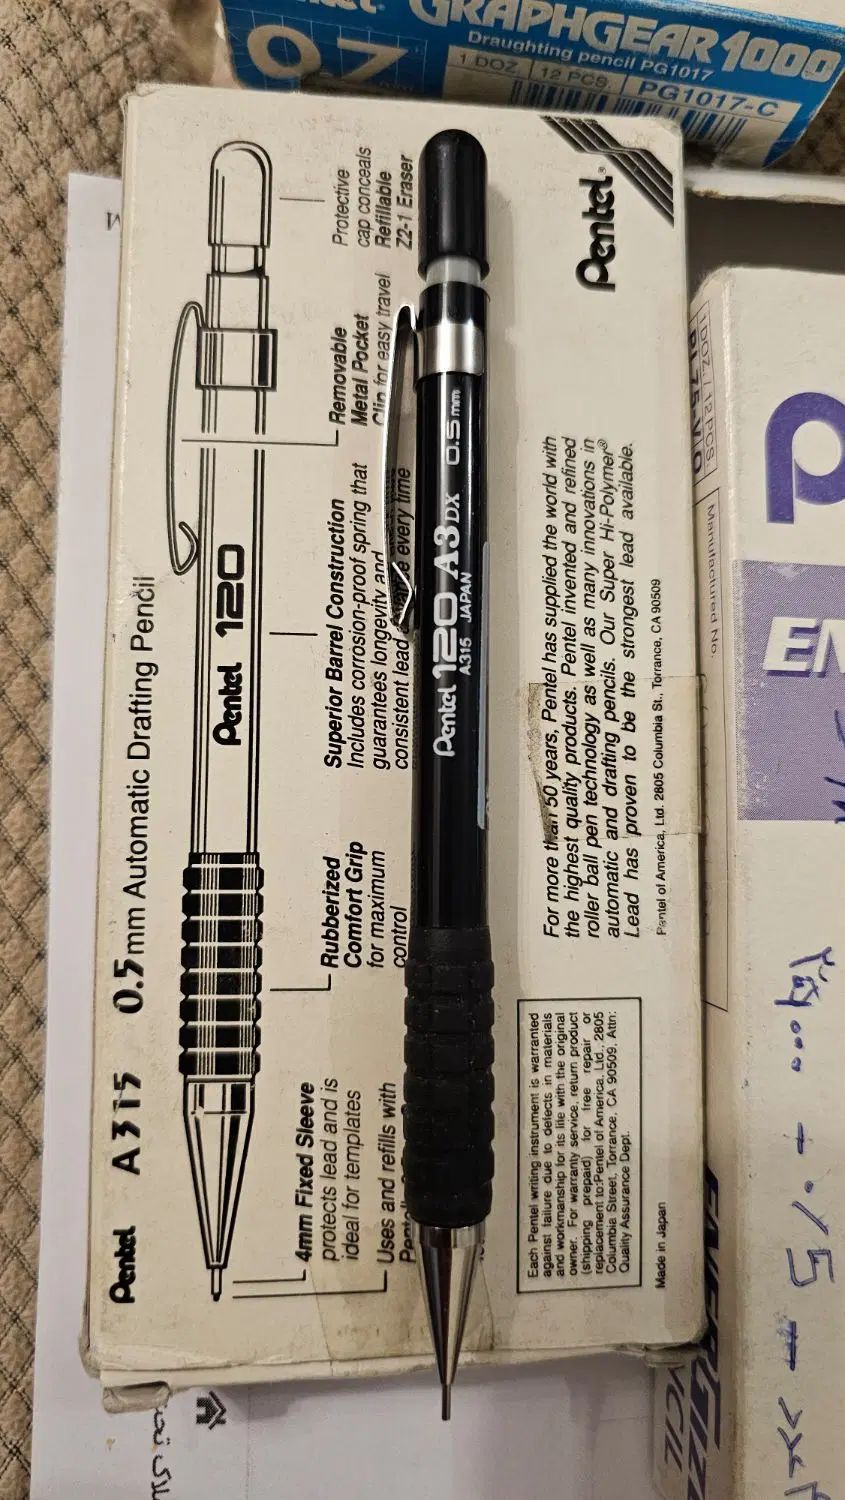 GRAPHGEAR 1000
Draughting pencil PG1017
0.7
1 DOZ. 12 PCS. PG1017-C
Pentel A315 0.5mm Automatic Drafting Pencil
Pentel 120
4mm Fixed Sleeve
protects lead and is
ideal for templates
Uses and refills with
Rubberized
Comfort Grip
for maximum
control
Superior Barrel Construction
Includes corrosion-proof spring that
guarantees longevity and
consistent lead every time
Removable
Metal Pocket
Clip for easy travel
Protective
cap conceals
Refillable
Z2-1 Eraser
Pentel 120 A3 DX 0.5mm
A315 JAPAN
Pentel®
For more than 50 years, Pentel has supplied the world with
the highest quality products. Pentel invented and refined
roller ball pen technology as well as many innovations in
automatic and drafting pencils. Our Super Hi-Polymer®
Lead has proven to be the strongest lead available.
Pentel of America, Ltd. 2805 Columbia St., Torrance, CA 90509
Each Pentel writing instrument is warranted
against failure due to defects in materials
and workmanship for its life with the original
owner. For warranty service, return product
(shipping prepaid) for free repair or
replacement to:Pentel of America, Ltd., 2805
Columbia Street, Torrance, CA 90509, Attn:
Quality Assurance Dept.
Made in Japan
1 DOZ. / 12 PCS.
Manufactured No.